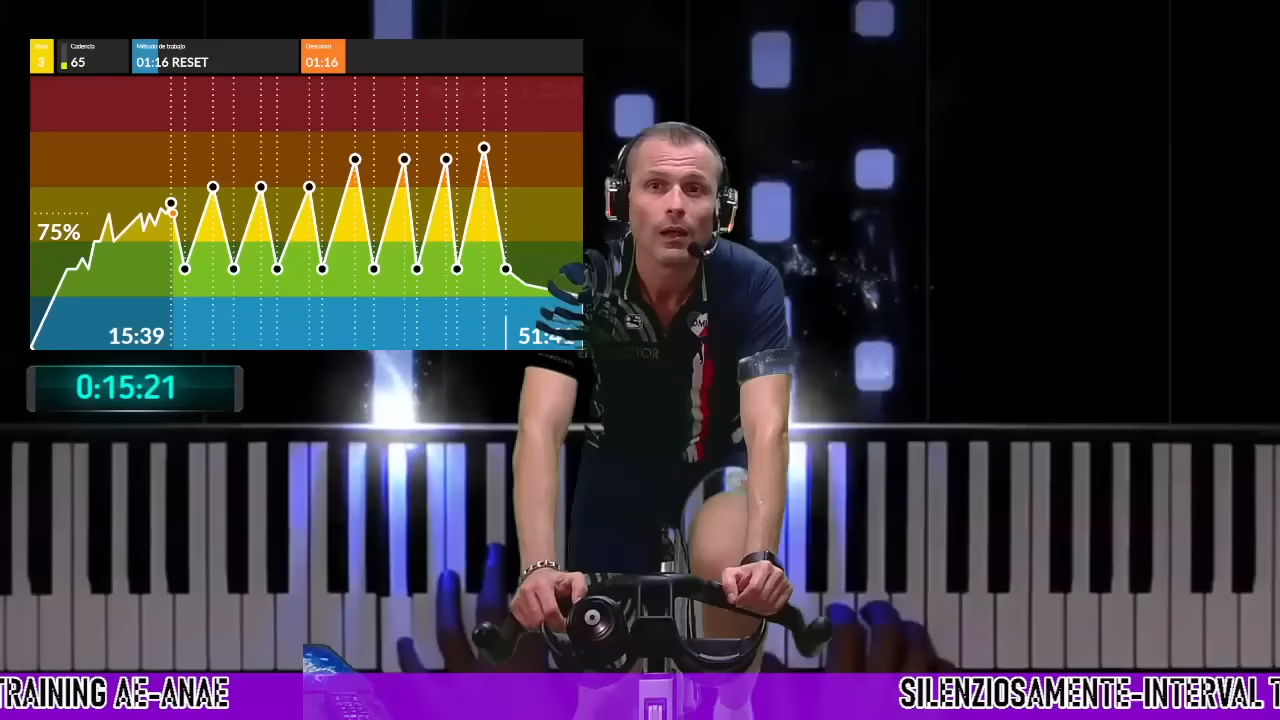 3
Cadencia
65
Método de trabajo
01:16 RESET
Descanso
01:16
75%
15:39
0:15:21
TRAINING AE-ANAE
SILENZIOSAMENTE-INTERVAL T